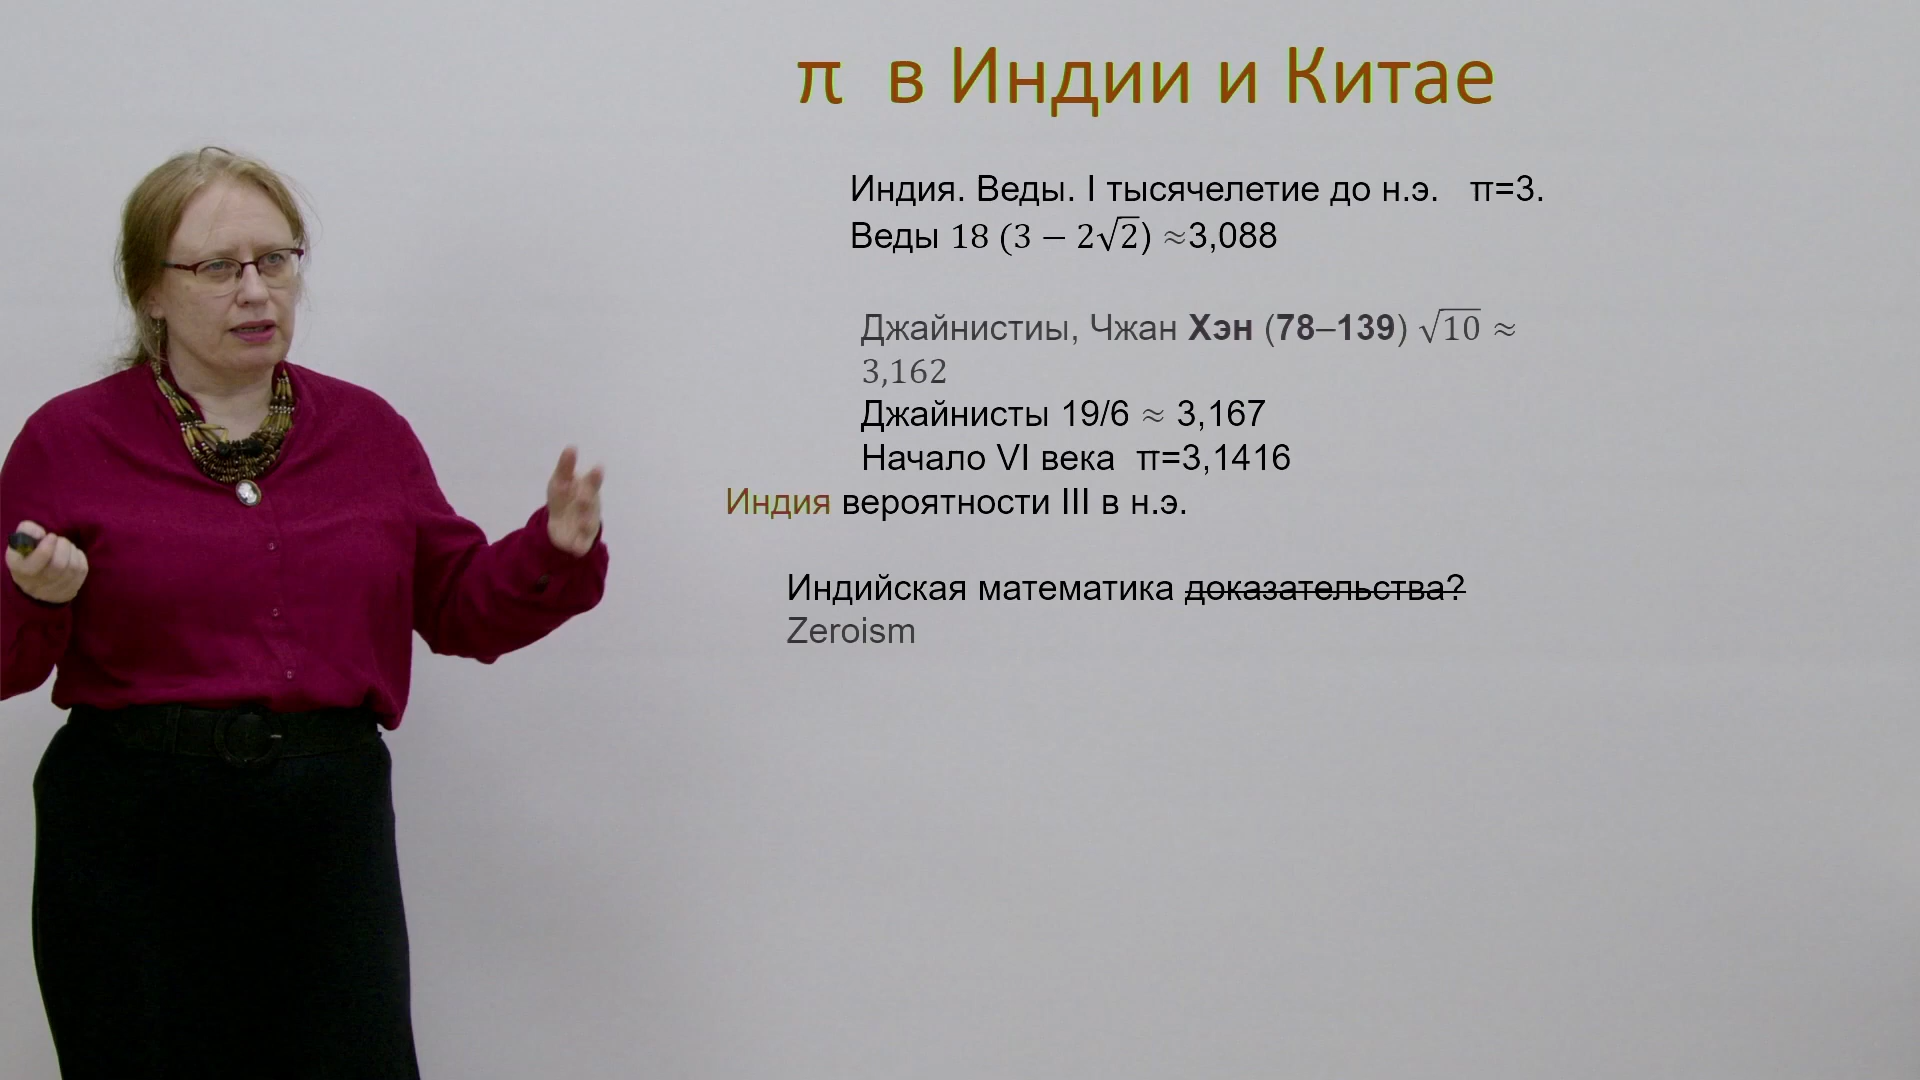 π в Индии и Китае
Индия. Веды. I тысячелетие до н.э. π=3.
Веды 18 (3 − 2√2) ≈3,088
Джайнистиы, Чжан Хэн (78–139) √10 ≈
3,162
Джайнисты 19/6 ≈ 3,167
Начало VI века π=3,1416
Индия вероятности III в н.э.
Индийская математика доказательства?
Zeroism